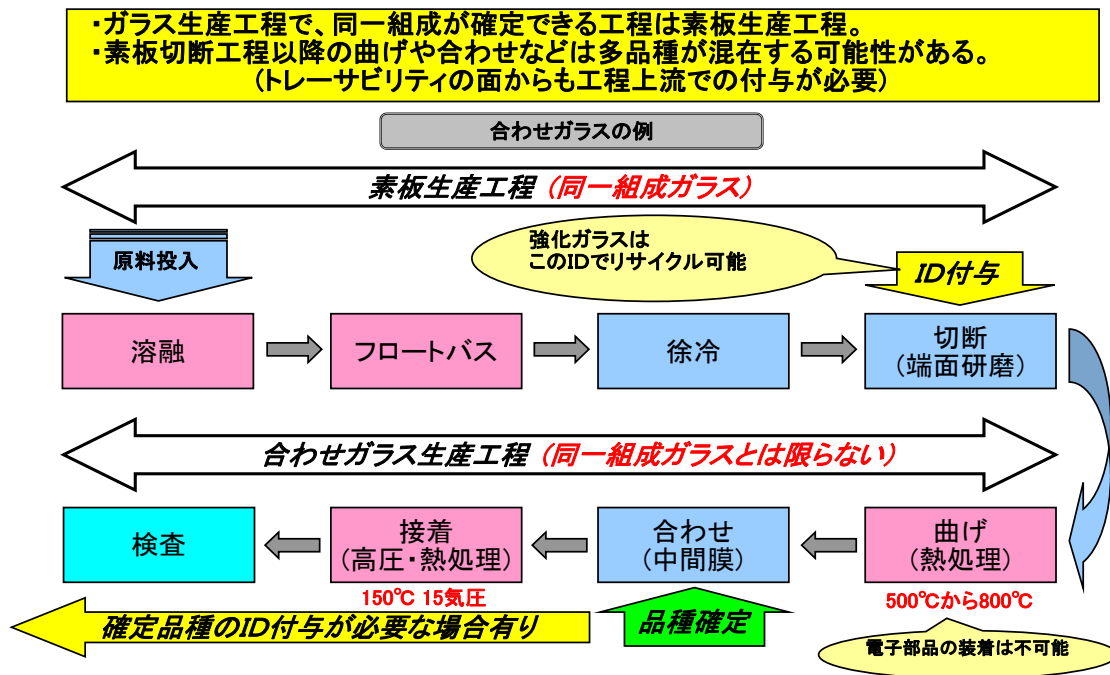 ・ガラス生産工程で、同一組成が確定できる工程は素板生産工程。
・素板切断工程以降の曲げや合わせなどは多品種が混在する可能性がある。
(トレーサビリティの面からも工程上流での付与が必要)
合わせガラスの例
素板生産工程(同一組成ガラス)
原料投入
強化ガラスは
このIDでリサイクル可能
ID付与
溶融
フロートバス
徐冷
切断
(端面研磨)
合わせガラス生産工程(同一組成ガラスとは限らない)
検査
接着
(高圧・熱処理)
合わせ
(中間膜)
曲げ
(熱処理)
150℃ 15気圧
500℃から800℃
確定品種のID付与が必要な場合有り
品種確定
電子部品の装着は不可能